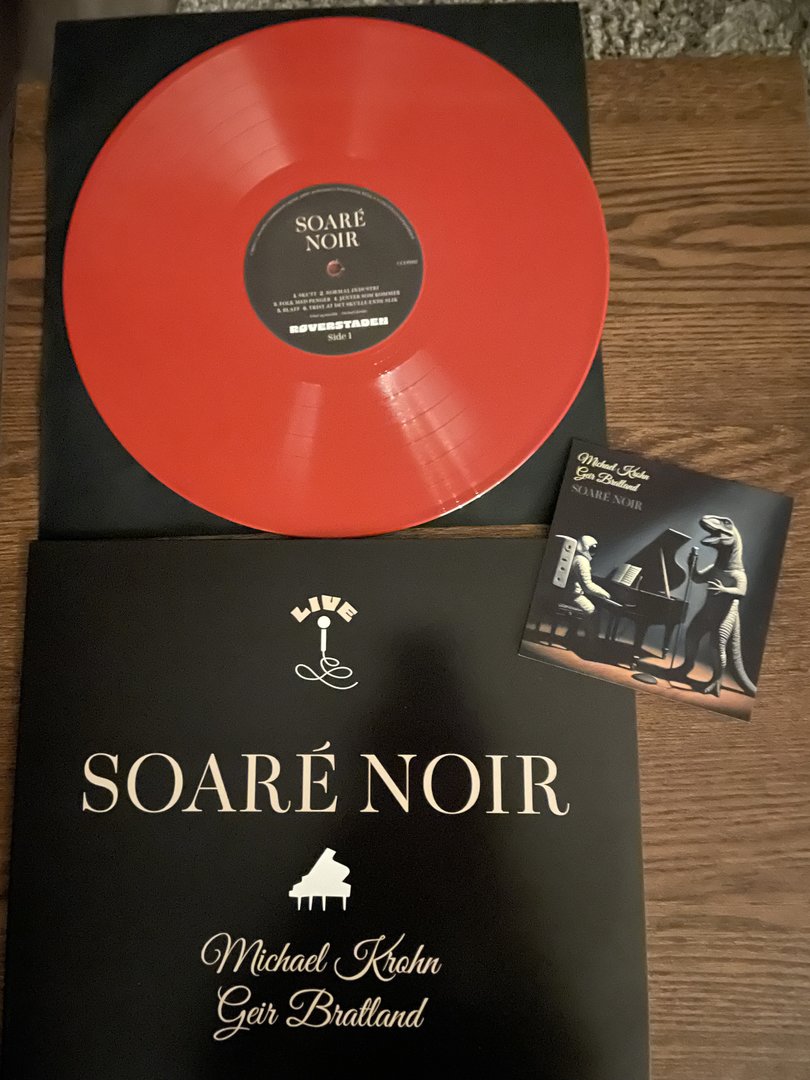 SOARÉ
NOIR
1. SKUTT 2. NORMAL INDUSTRI
3. FOLK MED PENGER 4. JENTER SOM KOMMER
5. BLATT 6. TRIST AT DET SKULLE ENDE SLIK
RØVERSTADEN
Side 1
Michael Krohn
Geir Bratland
SOARÉ NOIR
LIVE
SOARÉ NOIR
Michael Krohn
Geir Bratland